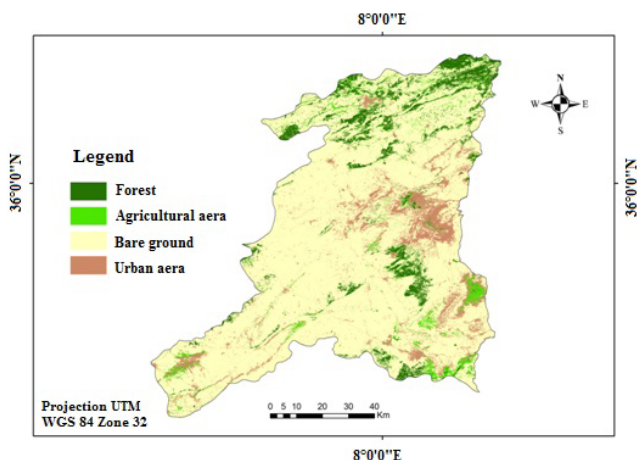 8°0'0"E
N
W E
S
36°0'0"N
36°0'0"N
Legend
Forest
Agricultural aera
Bare ground
Urban aera
Projection UTM
WGS 84 Zone 32
0 5 10 20 30 40
Km
8°0'0"E